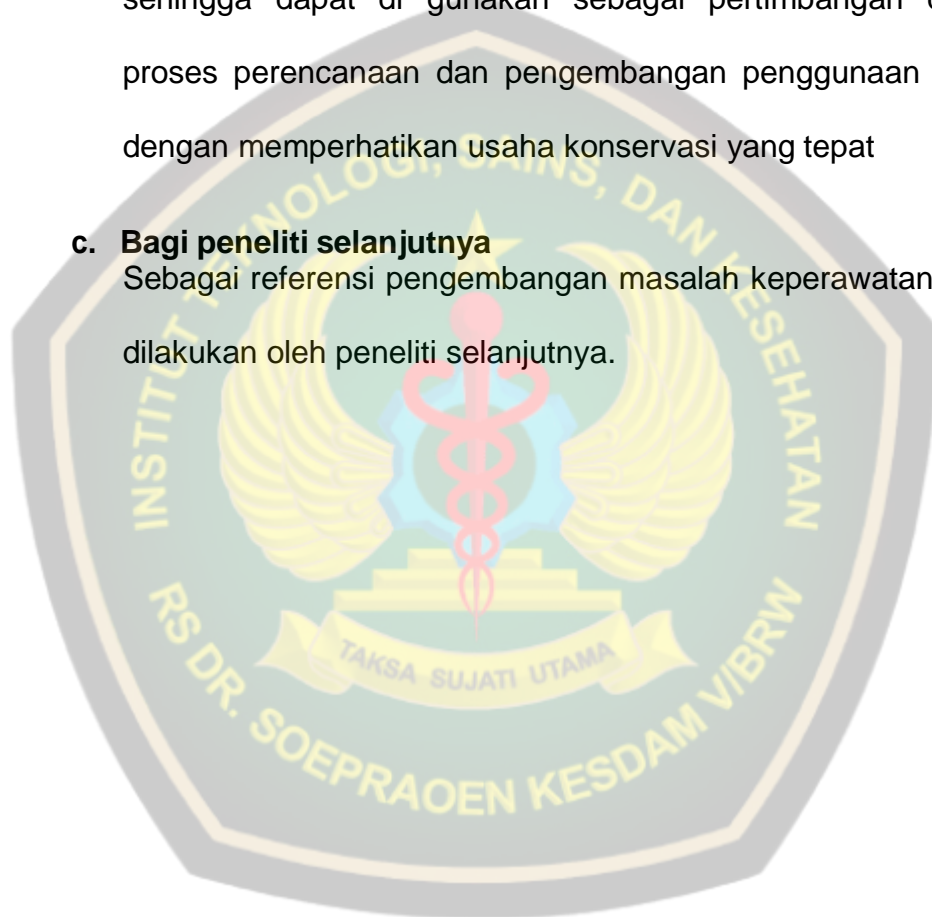 sehingga dapat di gunakan sebagai pertimbangan
proses perencanaan dan pengembangan penggunaan
dengan memperhatikan usaha konservasi yang tepat
c. Bagi peneliti selanjutnya
Sebagai referensi pengembangan masalah keperawatan
dilakukan oleh peneliti selanjutnya.
INSTITUT TEKNOLOGI, SAINS, DAN KESEHATAN
TAKSA SUJATI UTAMA
RS DR. SOEPRAOEN KESDAM V/BRW